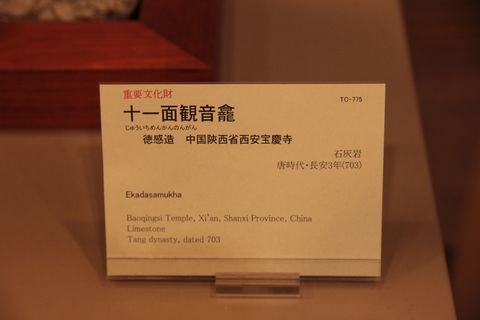 重要文化財
TC-775
十一面観音龕
じゅういちめんかんのんがん
徳感造　中国陝西省西安宝慶寺
石灰岩
唐時代・長安3年(703)
Ekadasamukha
Baoqingsi Temple, Xi'an, Shanxi Province, China
Limestone
Tang dynasty, dated 703